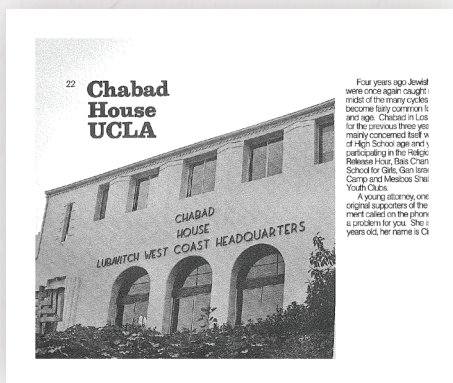 22
Chabad
House
UCLA
CHABAD
HOUSE
LUBAVITCH WEST COAST HEADQUARTERS
Four years ago Jewish
were once again caught
midst of the many cycles
become fairly common
and age. Chabad in Los
for the previous three
mainly concerned itself
of High School age and
participating in the
Release Hour, Bais
School for Girls, Gan
Camp and Mesibos
Youth Clubs.
A young attorney, one
original supporters of the
ment called on the phone
a problem for you. She
years old, her name is